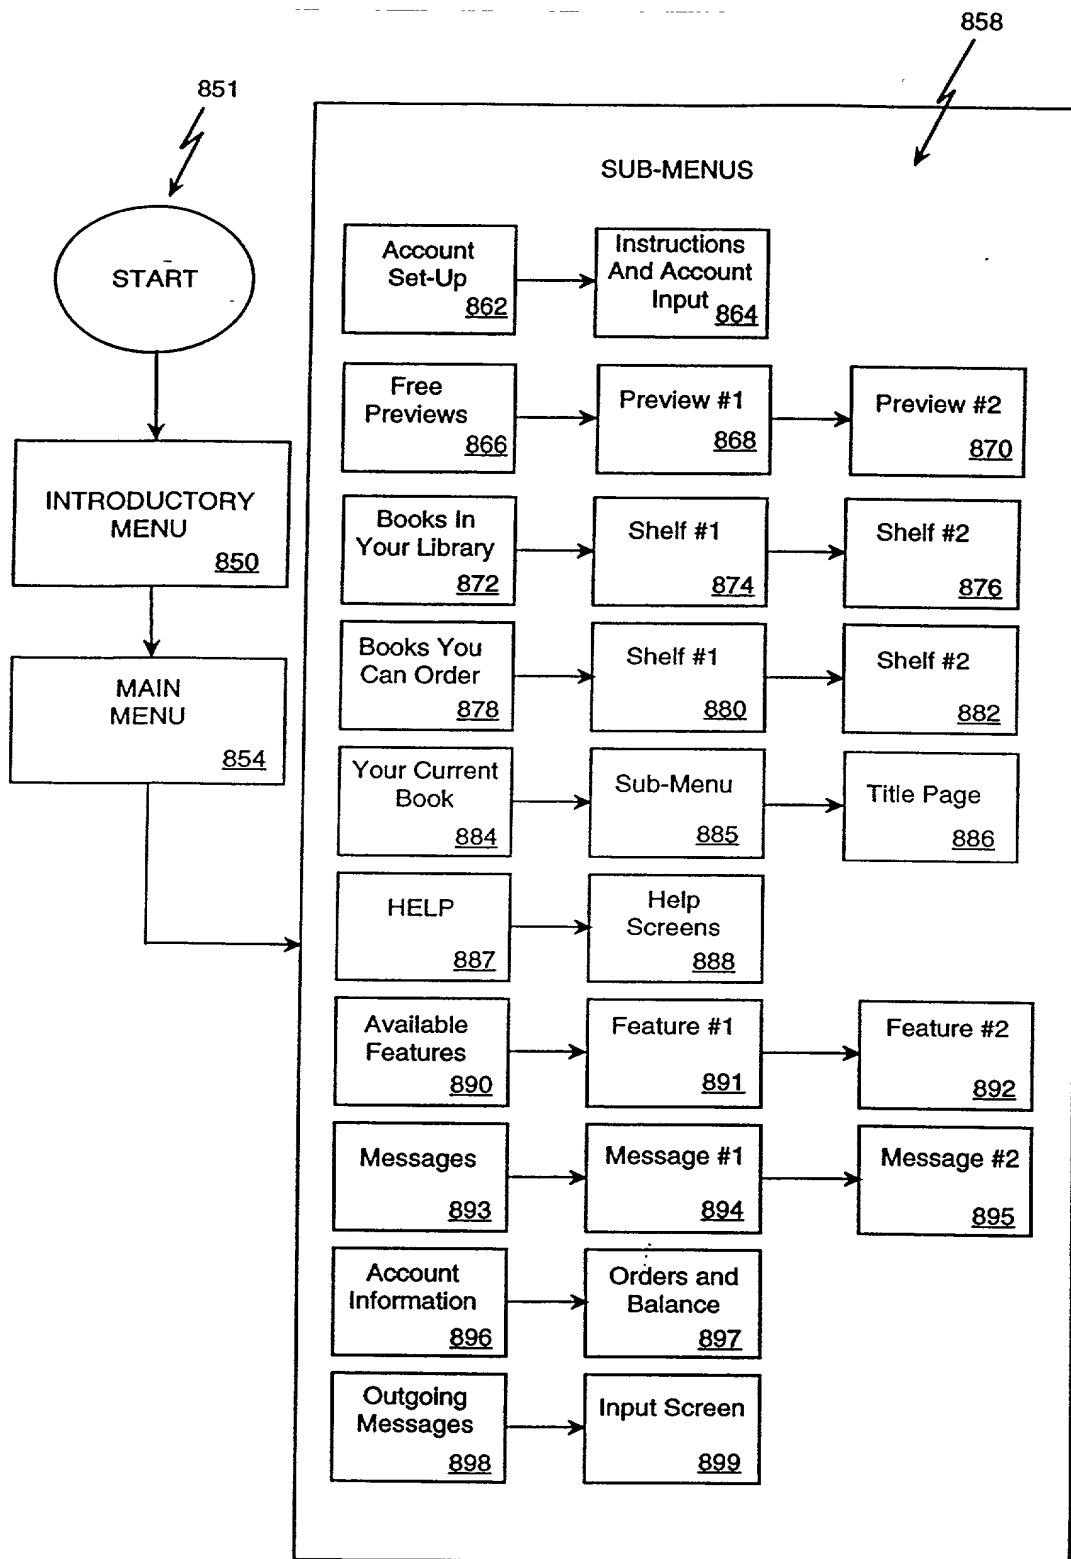 858
851
SUB-MENUS
START
INTRODUCTORY
MENU
850
MAIN
MENU
854
Account
Set-Up
862
Instructions
And Account
Input
864
Free
Previews
866
Preview #1
868
Preview #2
870
Books In
Your Library
872
Shelf #1
874
Shelf #2
876
Books You
Can Order
878
Shelf #1
880
Shelf #2
882
Your Current
Book
884
Sub-Menu
885
Title Page
886
HELP
887
Help
Screens
888
Available
Features
890
Feature #1
891
Feature #2
892
Messages
893
Message #1
894
Message #2
895
Account
Information
896
Orders and
Balance
897
Outgoing
Messages
898
Input Screen
899